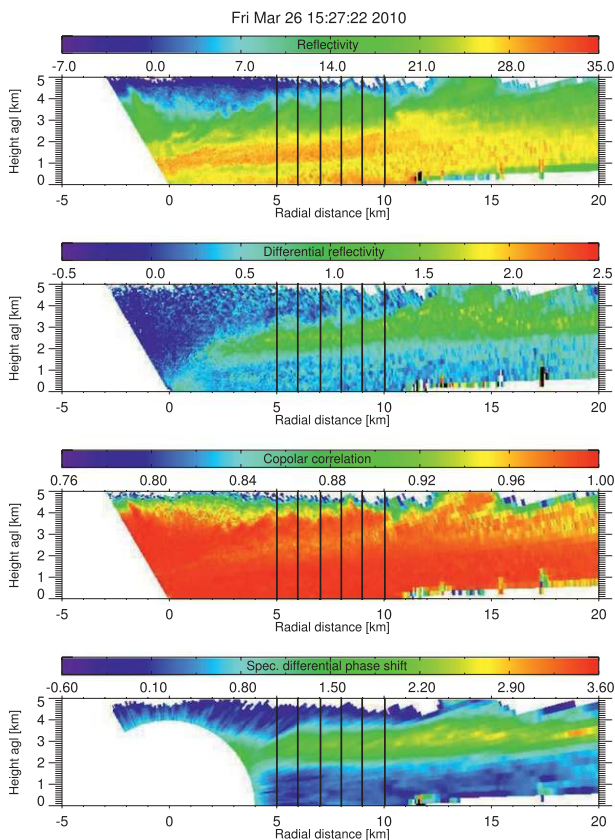 Fri Mar 26 15:27:22 2010
Reflectivity
-7.0 0.0 7.0 14.0 21.0 28.0 35.0
5
4
3
2
1
0
Height agl [km]
-5 0 5 10 15 20
Radial distance [km]
Differential reflectivity
-0.5 0.0 0.5 1.0 1.5 2.0 2.5
5
4
3
2
1
0
Height agl [km]
-5 0 5 10 15 20
Radial distance [km]
Copolar correlation
0.76 0.80 0.84 0.88 0.92 0.96 1.00
5
4
3
2
1
0
Height agl [km]
-5 0 5 10 15 20
Radial distance [km]
Spec. differential phase shift
-0.60 0.10 0.80 1.50 2.20 2.90 3.60
5
4
3
2
1
0
Height agl [km]
-5 0 5 10 15 20
Radial distance [km]